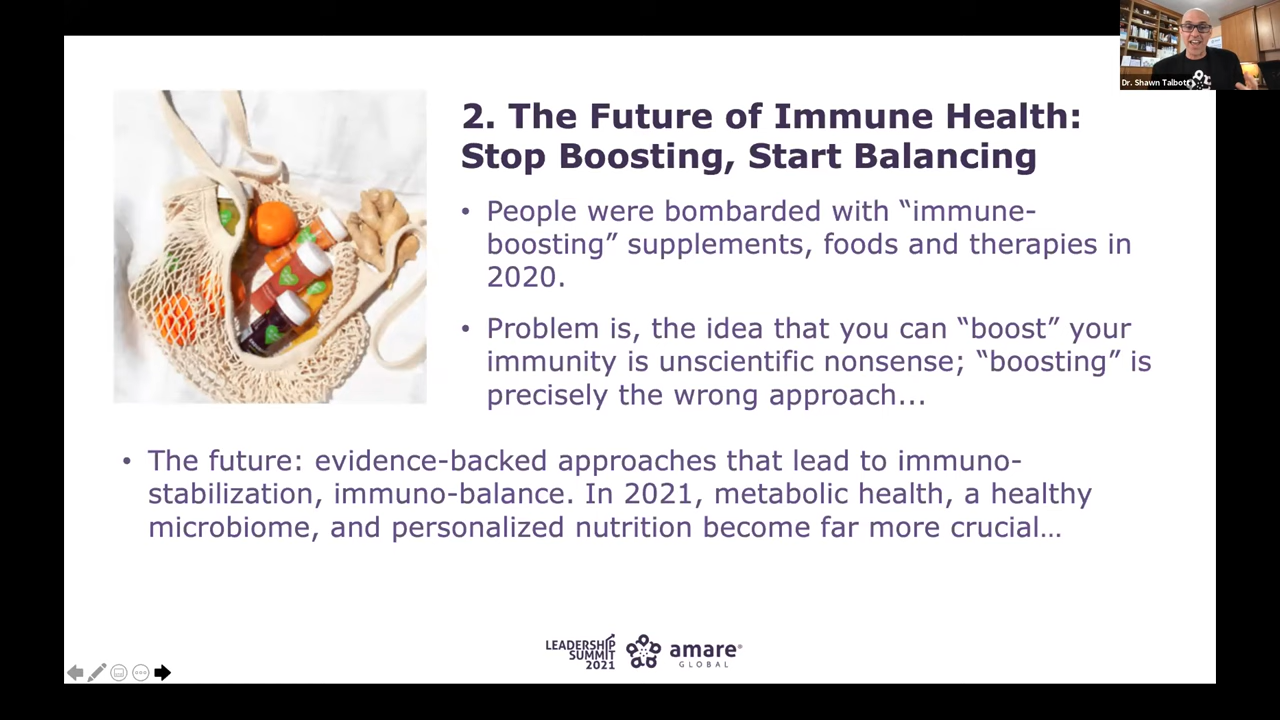 Dr. Shawn Talbott
2. The Future of Immune Health:
Stop Boosting, Start Balancing
• People were bombarded with “immune-
boosting” supplements, foods and therapies in
2020.
• Problem is, the idea that you can “boost” your
immunity is unscientific nonsense; “boosting” is
precisely the wrong approach...
• The future: evidence-backed approaches that lead to immuno-
stabilization, immuno-balance. In 2021, metabolic health, a healthy
microbiome, and personalized nutrition become far more crucial…
LEADERSHIP
SUMMIT
2021
amare®
GLOBAL